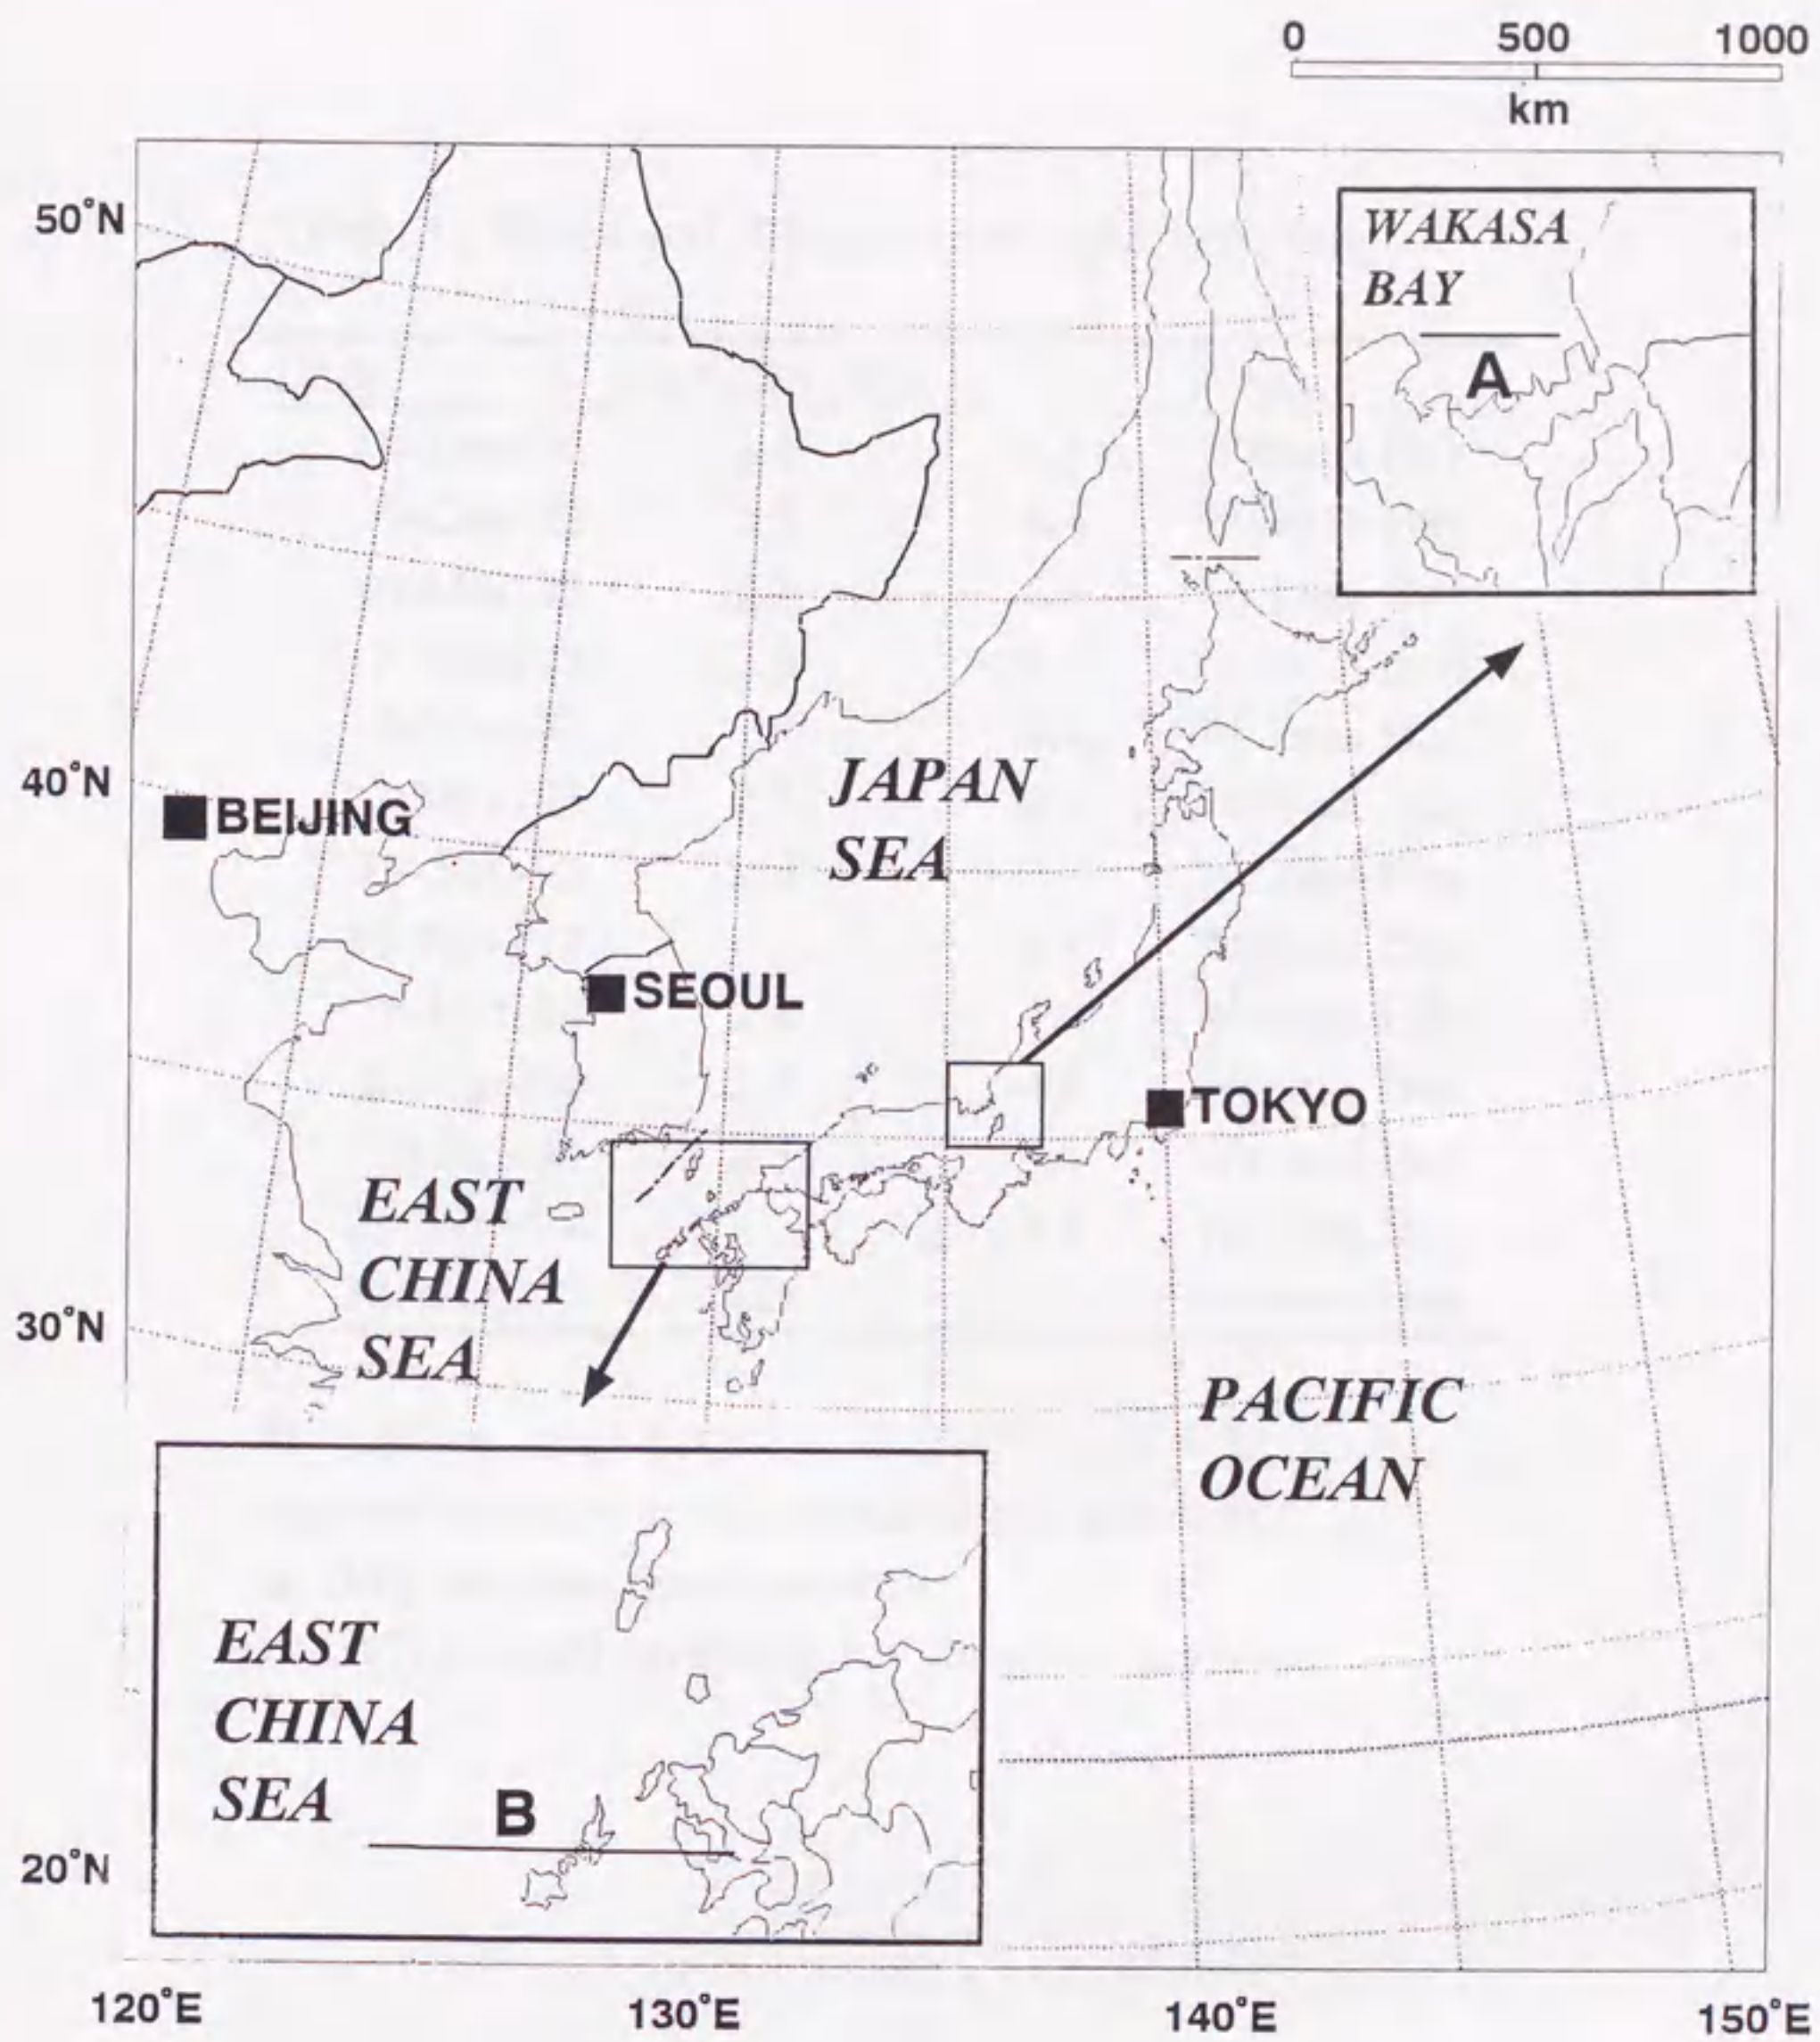 0 500 1000
km
50°N
WAKASA
BAY
A
40°N
BEIJING
JAPAN
SEA
SEOUL
TOKYO
EAST
CHINA
SEA
30°N
PACIFIC
OCEAN
EAST
CHINA
SEA
B
20°N
120°E 130°E 140°E 150°E